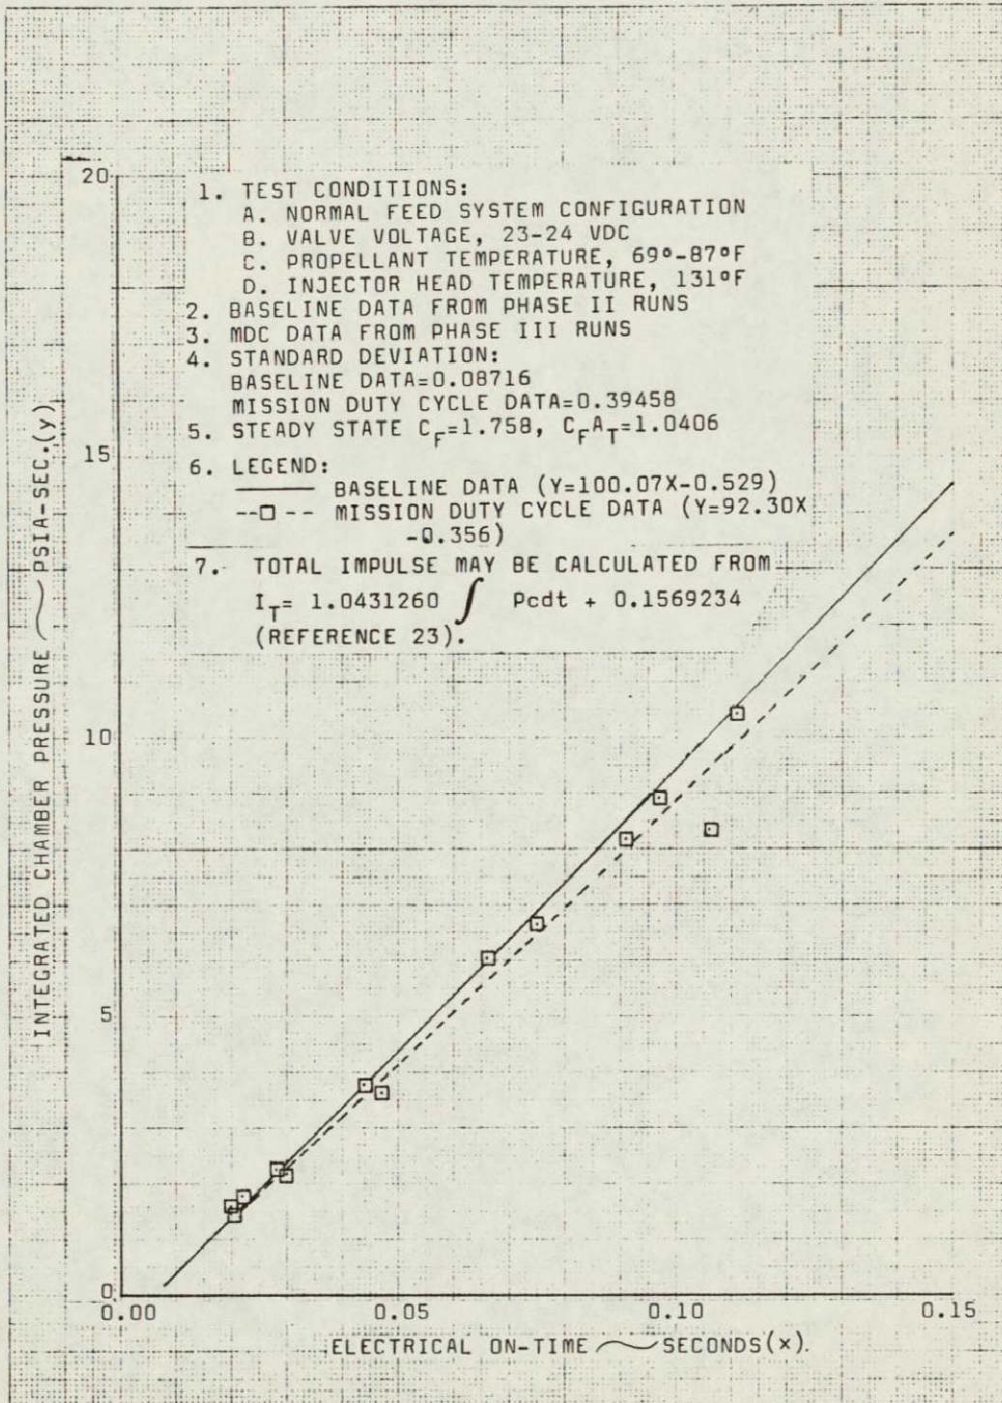 20
1. TEST CONDITIONS:
A. NORMAL FEED SYSTEM CONFIGURATION
B. VALVE VOLTAGE, 23-24 VDC
C. PROPELLANT TEMPERATURE, 69°-87°F
D. INJECTOR HEAD TEMPERATURE, 131°F
2. BASELINE DATA FROM PHASE II RUNS
3. MDC DATA FROM PHASE III RUNS
4. STANDARD DEVIATION:
BASELINE DATA=0.08716
MISSION DUTY CYCLE DATA=0.39458
5. STEADY STATE C_F=1.758, C_F A_T=1.0406
15
6. LEGEND:
BASELINE DATA (Y=100.07X-0.529)
MISSION DUTY CYCLE DATA (Y=92.30X
-0.356)
7. TOTAL IMPULSE MAY BE CALCULATED FROM
I_T= 1.0431260 ∫ Pcdt + 0.1569234
(REFERENCE 23).
INTEGRATED CHAMBER PRESSURE ~ PSIA-SEC.(y)
10
5
0
0.00 0.05 0.10 0.15
ELECTRICAL ON-TIME ~ SECONDS(x).